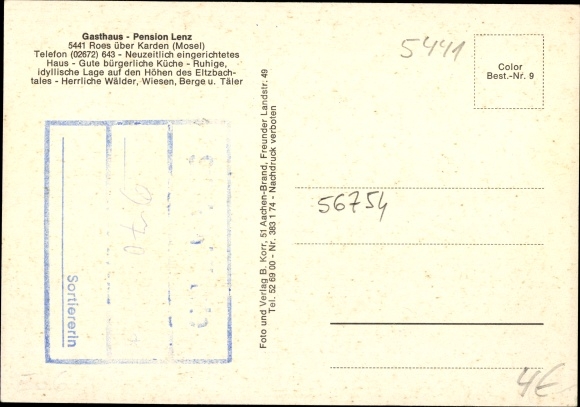 Gasthaus - Pension Lenz
5441 Roes über Karden (Mosel)
Telefon (02672) 643 - Neuzeitlich eingerichtetes
Haus - Gute bürgerliche Küche - Ruhige,
idyllische Lage auf den Höhen des Eltzbach-
tales - Herrliche Wälder, Wiesen, Berge u. Täler
Sortiererin
Foto und Verlag B. Korr, 51 Aachen-Brand, Freunder Landstr. 49
Tel. 52 69 00 - Nr. 383 1 74 - Nachdruck verboten
5441
Color
Best.-Nr. 9
56754
4€